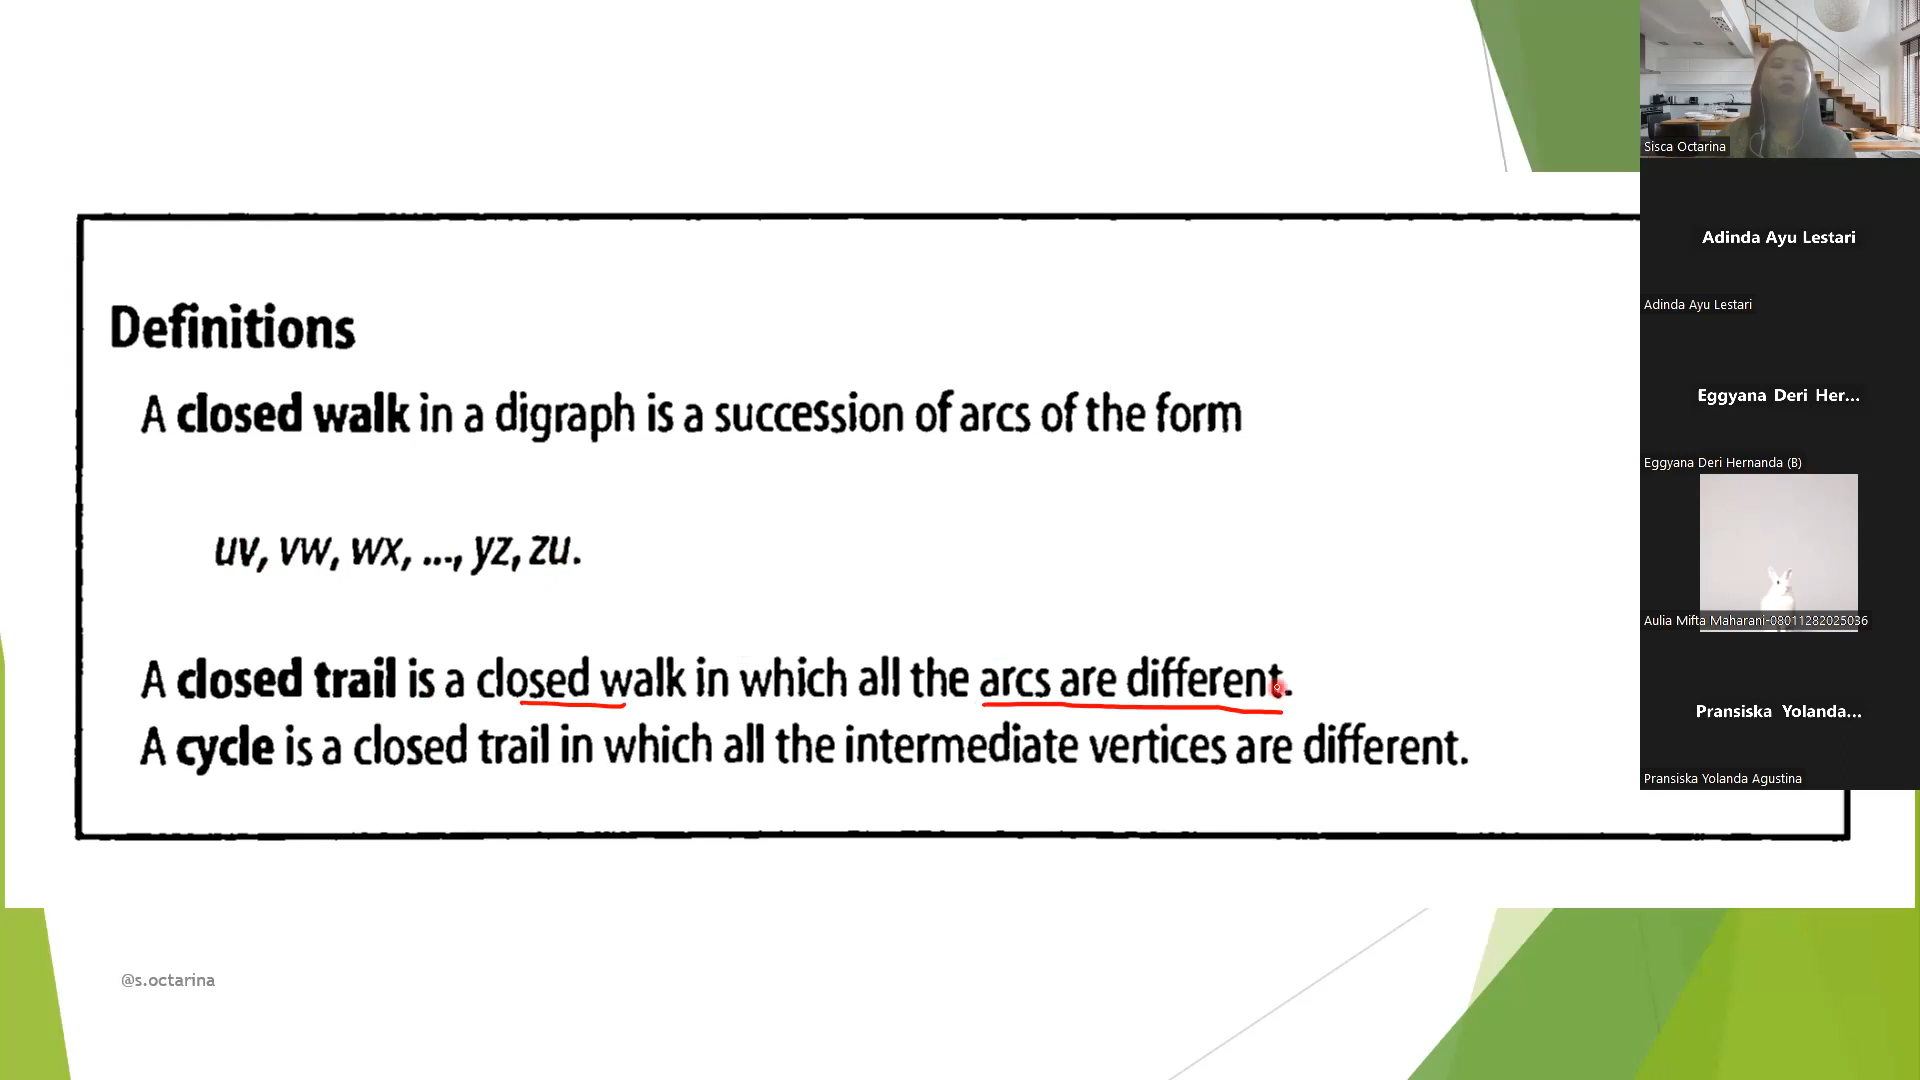 Definitions
A closed walk in a digraph is a succession of arcs of the form
uv, vw, wx, ..., yz, zu.
A closed trail is a closed walk in which all the arcs are different.
A cycle is a closed trail in which all the intermediate vertices are different.
@s.octarina
Sisca Octarina
Adinda Ayu Lestari
Adinda Ayu Lestari
Eggyana Deri Her...
Eggyana Deri Hernanda (B)
Aulia Mifta Maharani-08011282025036
Pransiska Yolanda...
Pransiska Yolanda Agustina